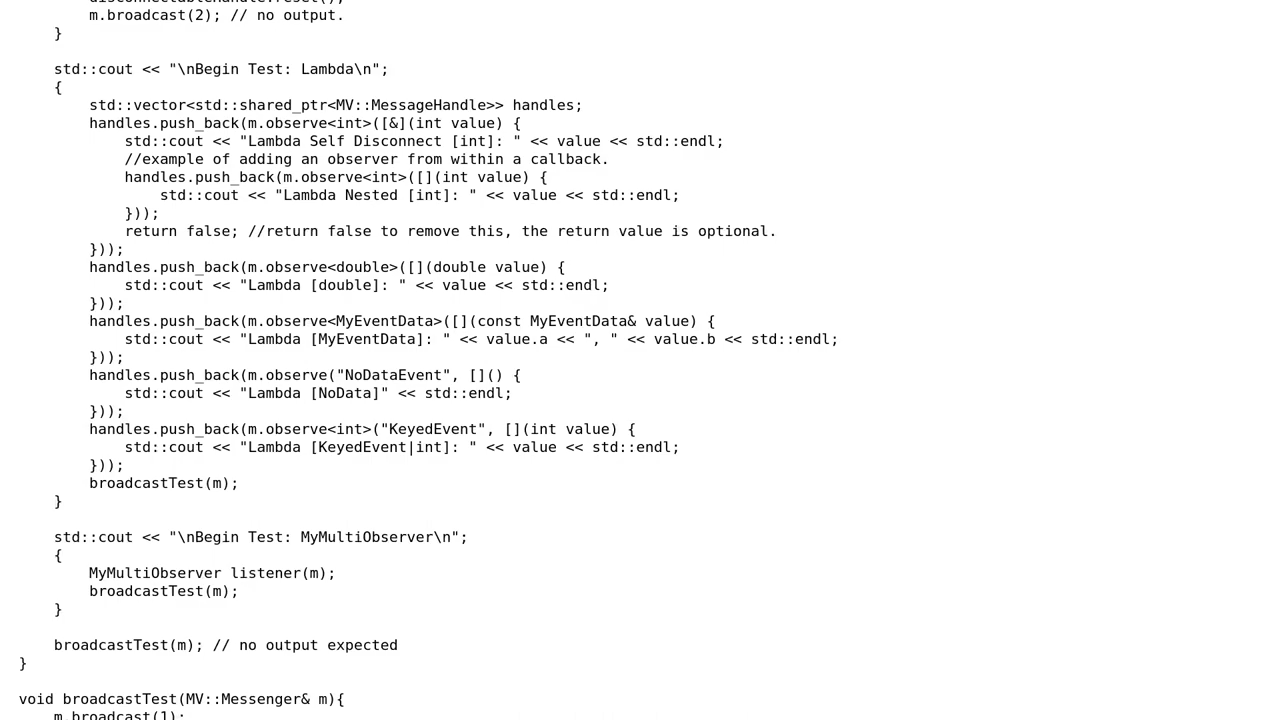 disconnectableHandle.reset();
m.broadcast(2); // no output.
}
std::cout << "\nBegin Test: Lambda\n";
{
std::vector<std::shared_ptr<MV::MessageHandle>> handles;
handles.push_back(m.observe<int>([&](int value) {
std::cout << "Lambda Self Disconnect [int]: " << value << std::endl;
//example of adding an observer from within a callback.
handles.push_back(m.observe<int>([](int value) {
std::cout << "Lambda Nested [int]: " << value << std::endl;
}));
return false; //return false to remove this, the return value is optional.
}));
handles.push_back(m.observe<double>([](double value) {
std::cout << "Lambda [double]: " << value << std::endl;
}));
handles.push_back(m.observe<MyEventData>([](const MyEventData& value) {
std::cout << "Lambda [MyEventData]: " << value.a << ", " << value.b << std::endl;
}));
handles.push_back(m.observe("NoDataEvent", []() {
std::cout << "Lambda [NoData]" << std::endl;
}));
handles.push_back(m.observe<int>("KeyedEvent", [](int value) {
std::cout << "Lambda [KeyedEvent|int]: " << value << std::endl;
}));
broadcastTest(m);
}
std::cout << "\nBegin Test: MyMultiObserver\n";
{
MyMultiObserver listener(m);
broadcastTest(m);
}
broadcastTest(m); // no output expected
}
void broadcastTest(MV::Messenger& m){
m.broadcast(1);